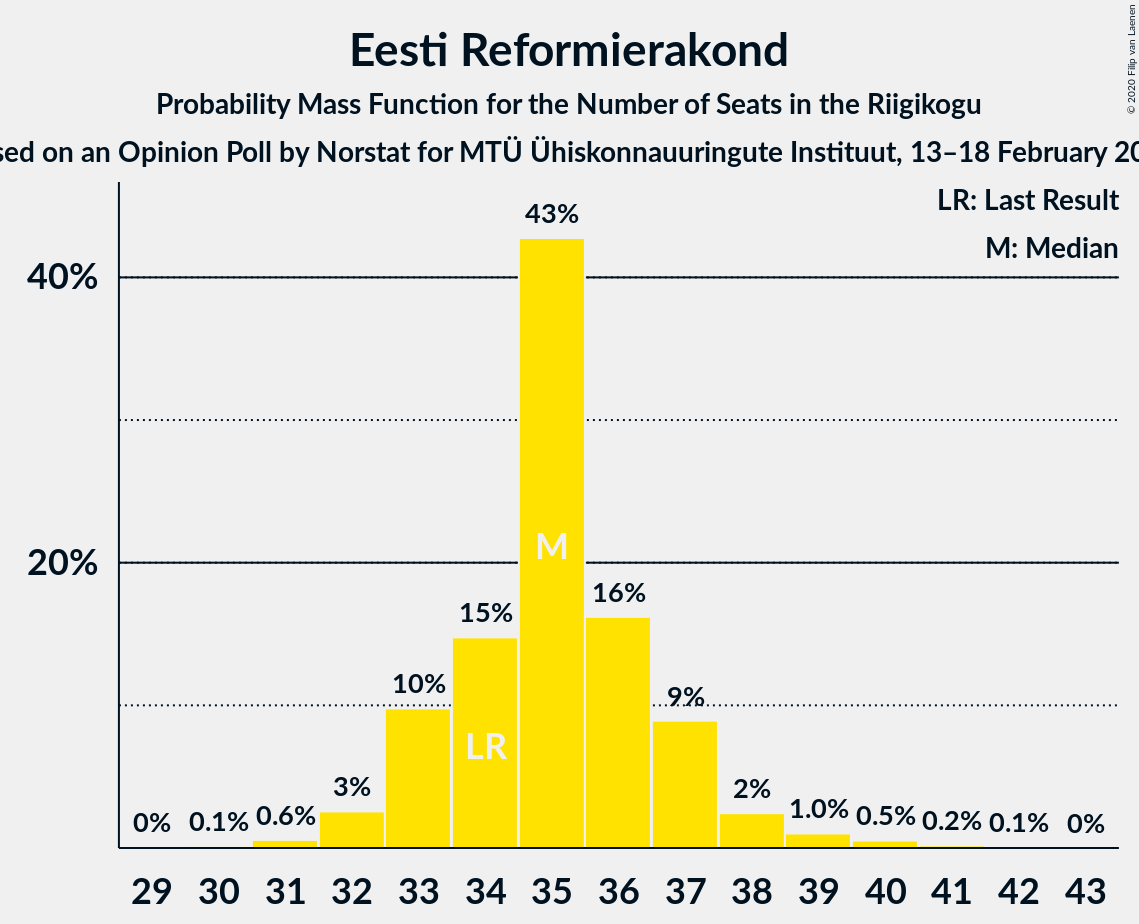 Eesti Reformierakond
Probability Mass Function for the Number of Seats in the Riigikogu
on an Opinion Poll by Norstat for MTÜ Ühiskonnauuringute Instituut, 13–18 February
© 2020 Filip van Laenen
LR: Last Result
M: Median
43%
40%
M
20%
16%
15%
10%
9%
LR
3%
2%
0% 0.1% 0.6% 1.0% 0.5% 0.2% 0.1% 0%
29 30 31 32 33 34 35 36 37 38 39 40 41 42 43